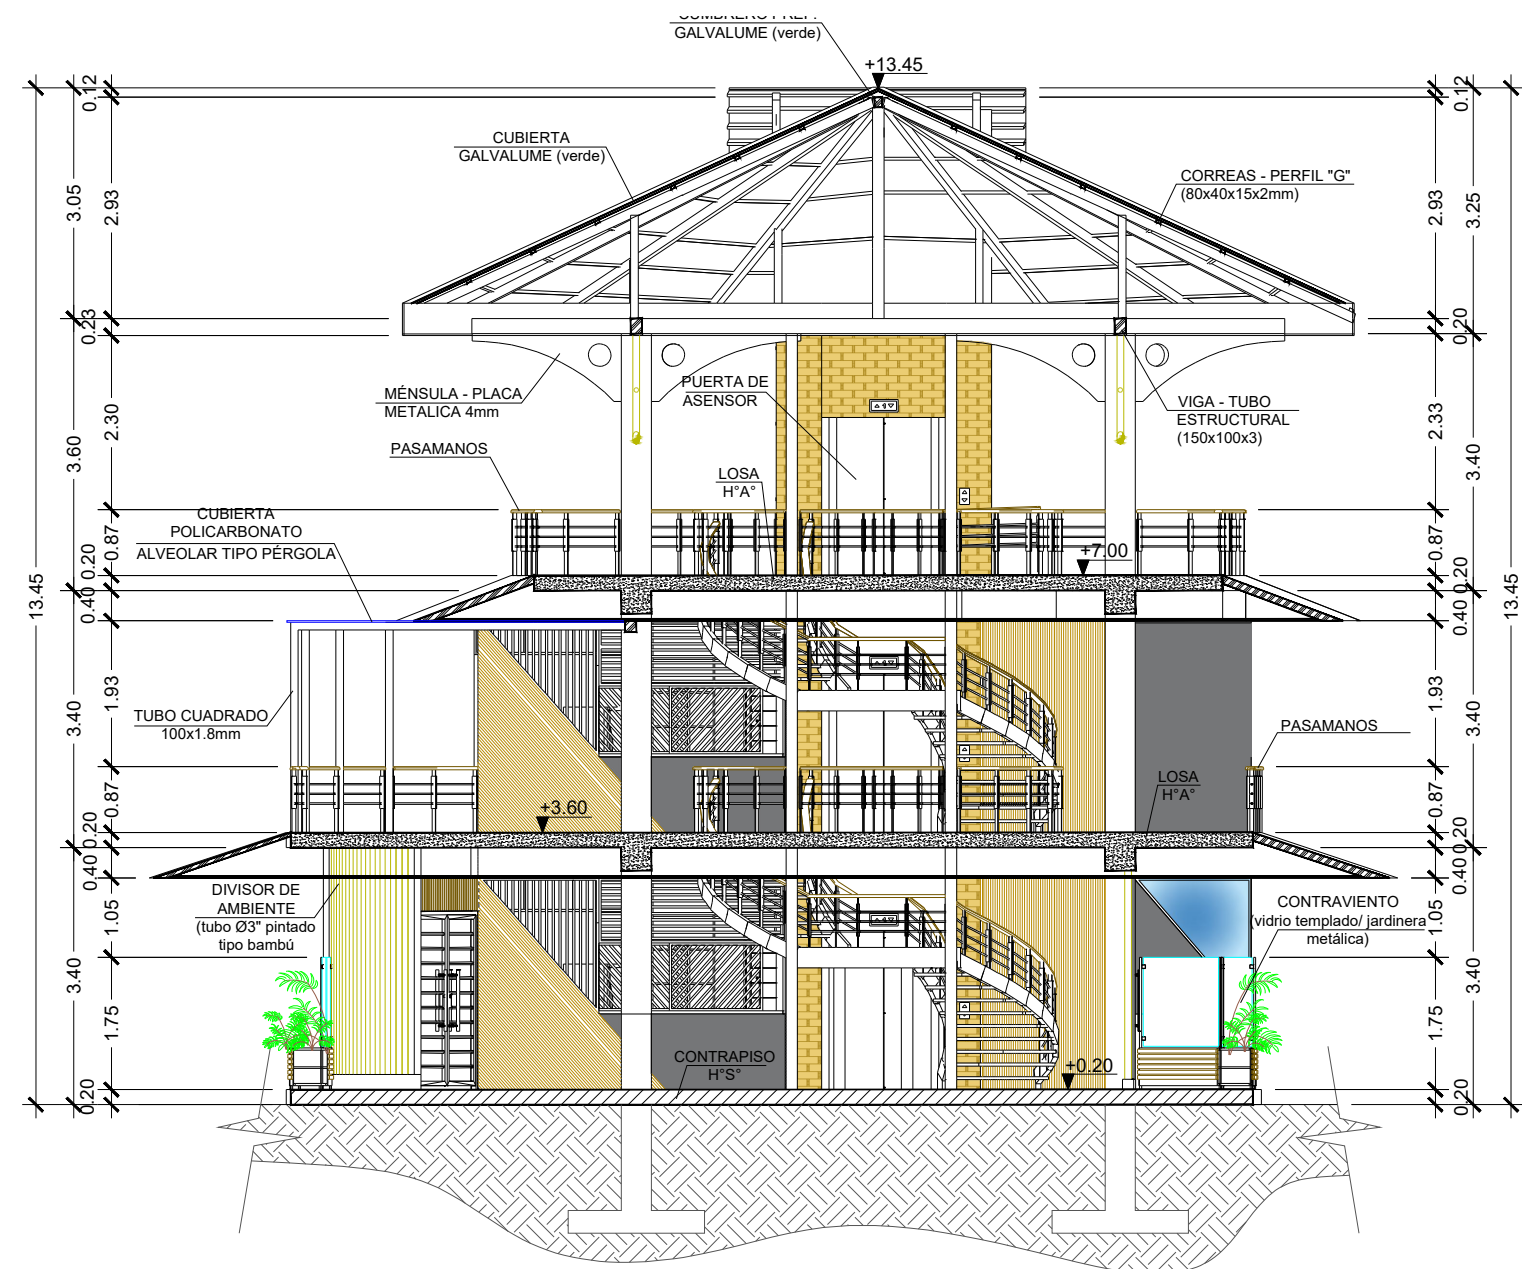 GALVALUME (verde)
+13.45
CUBIERTA
GALVALUME (verde)
CORREAS - PERFIL "G"
(80x40x15x2mm)
MÉNSULA - PLACA
METALICA 4mm
PUERTA DE
ASENSOR
VIGA - TUBO
ESTRUCTURAL
(150x100x3)
PASAMANOS
LOSA
H°A°
CUBIERTA
POLICARBONATO
ALVEOLAR TIPO PÉRGOLA
+7.00
TUBO CUADRADO
100x1.8mm
PASAMANOS
LOSA
H°A°
+3.60
DIVISOR DE
AMBIENTE
(tubo Ø3" pintado
tipo bambú
CONTRAVIENTO
(vidrio templado/ jardinera
metálica)
CONTRAPISO
H°S°
+0.20
13.45
3.05
3.60
3.40
3.40
0.12
2.93
0.23
2.30
0.87
0.20
0.40
1.93
0.87
0.20
0.40
1.05
1.75
0.20
0.12
2.93
0.20
2.33
0.87
0.20
0.40
1.93
0.87
0.20
0.40
1.05
1.75
0.20
3.25
3.40
3.40
3.40
13.45